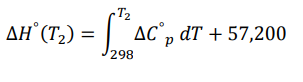 ΔH°(T₂) = ∫₂₉₈^T₂ ΔC°ₚ dT + 57,200